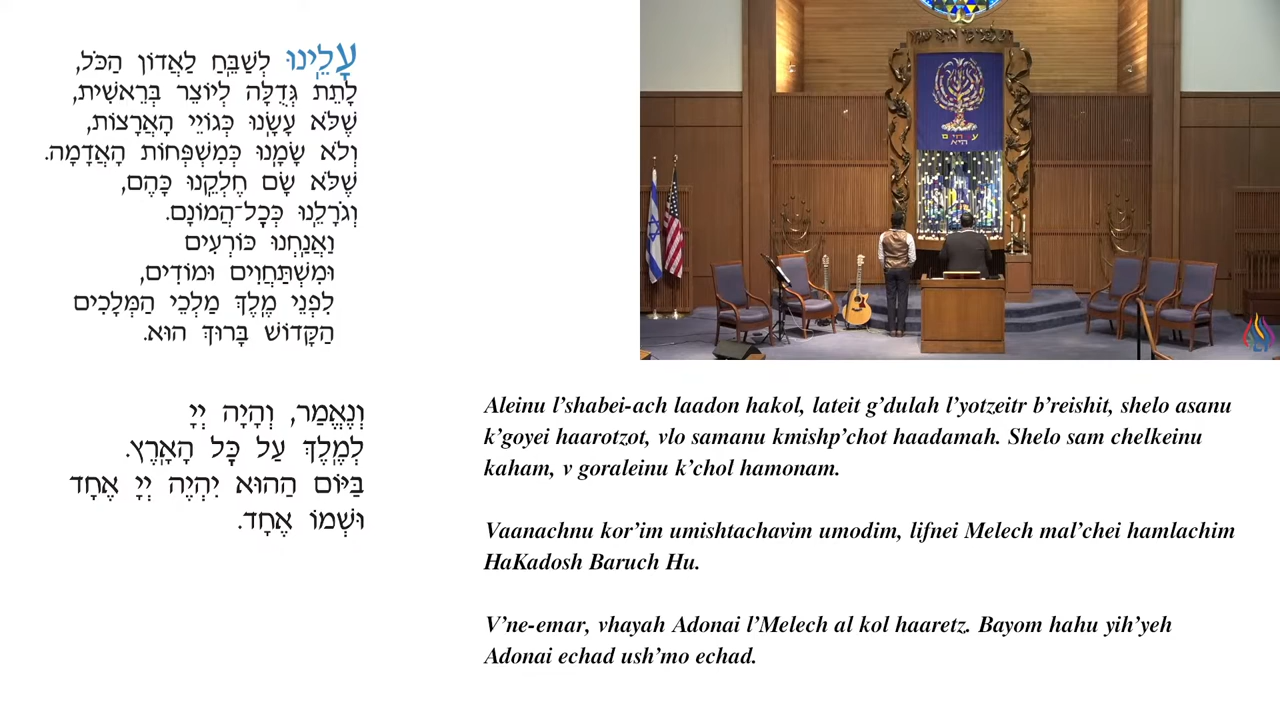 עָלֵֽינוּ לְשַׁבֵּֽחַ לַאֲדוֹן הַכֹּל,
לָתֵת גְּדֻלָּה לְיוֹצֵר בְּרֵאשִׁית,
שֶׁלֹּא עָשָֽׂנוּ כְּגוֹיֵי הָאֲרָצוֹת,
וְלֹא שָׂמָֽנוּ כְּמִשְׁפְּחוֹת הָאֲדָמָה.
שֶׁלֹּא שָׂם חֶלְקֵֽנוּ כָּהֶם,
וְגֹרָלֵֽנוּ כְּכׇל־הֲמוֹנָם.
וַאֲנַֽחְנוּ כּוֹרְעִים
וּמִשְׁתַּחֲוִים וּמוֹדִים,
לִפְנֵי מֶֽלֶךְ מַלְכֵי הַמְּלָכִים
הַקָּדוֹשׁ בָּרוּךְ הוּא.
וְנֶאֱמַר, וְהָיָה יְיָ
לְמֶֽלֶךְ עַל כׇּל הָאָֽרֶץ.
בַּיּוֹם הַהוּא יִהְיֶה יְיָ אֶחָד
וּשְׁמוֹ אֶחָד.
עץ חיים
היא
Aleinu l’shabei-ach laadon hakol, lateit g’dulah l’yotzeitr b’reishit, shelo asanu
k’goyei haarotzot, vlo samanu kmishp’chot haadamah. Shelo sam chelkeinu
kaham, v goraleinu k’chol hamonam.
Vaanachnu kor’im umishtachavim umodim, lifnei Melech mal’chei hamlachim
HaKadosh Baruch Hu.
V’ne-emar, vhayah Adonai l’Melech al kol haaretz. Bayom hahu yih’yeh
Adonai echad ush’mo echad.